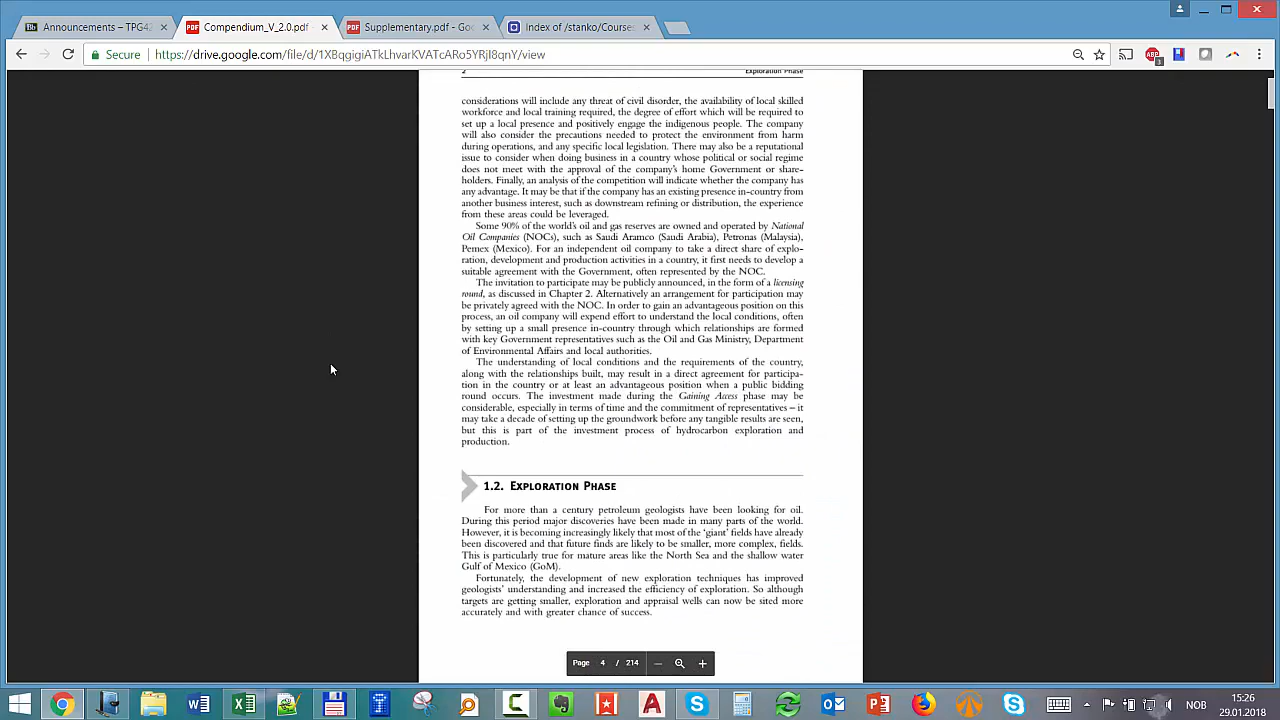 Announcements – TPG42
Compendium_V_2.0.pdf -
Supplementary.pdf - Goo
Index of /stanko/Courses
Secure
https://drive.google.com/file/d/1XBqgigiATkLhvarKVATcARo5YRjI8qnY/view
2 Exploration Phase
considerations will include any threat of civil disorder, the availability of local skilled
workforce and local training required, the degree of effort which will be required to
set up a local presence and positively engage the indigenous people. The company
will also consider the precautions needed to protect the environment from harm
during operations, and any specific local legislation. There may also be a reputational
issue to consider when doing business in a country whose political or social regime
does not meet with the approval of the company's home Government or share-
holders. Finally, an analysis of the competition will indicate whether the company has
any advantage. It may be that if the company has an existing presence in-country from
another business interest, such as downstream refining or distribution, the experience
from these areas could be leveraged.
Some 90% of the world's oil and gas reserves are owned and operated by National
Oil Companies (NOCs), such as Saudi Aramco (Saudi Arabia), Petronas (Malaysia),
Pemex (Mexico). For an independent oil company to take a direct share of explo-
ration, development and production activities in a country, it first needs to develop a
suitable agreement with the Government, often represented by the NOC.
The invitation to participate may be publicly announced, in the form of a licensing
round, as discussed in Chapter 2. Alternatively an arrangement for participation may
be privately agreed with the NOC. In order to gain an advantageous position on this
process, an oil company will expend effort to understand the local conditions, often
by setting up a small presence in-country through which relationships are formed
with key Government representatives such as the Oil and Gas Ministry, Department
of Environmental Affairs and local authorities.
The understanding of local conditions and the requirements of the country,
along with the relationships built, may result in a direct agreement for participa-
tion in the country or at least an advantageous position when a public bidding
round occurs. The investment made during the Gaining Access phase may be
considerable, especially in terms of time and the commitment of representatives – it
may take a decade of setting up the groundwork before any tangible results are seen,
but this is part of the investment process of hydrocarbon exploration and
production.
1.2. Exploration Phase
For more than a century petroleum geologists have been looking for oil.
During this period major discoveries have been made in many parts of the world.
However, it is becoming increasingly likely that most of the 'giant' fields have already
been discovered and that future finds are likely to be smaller, more complex, fields.
This is particularly true for mature areas like the North Sea and the shallow water
Gulf of Mexico (GoM).
Fortunately, the development of new exploration techniques has improved
geologists' understanding and increased the efficiency of exploration. So although
targets are getting smaller, exploration and appraisal wells can now be sited more
accurately and with greater chance of success.
Page 4 / 214
NOB
15:26
29.01.2018